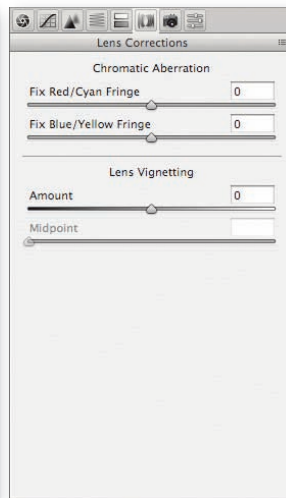 Lens Corrections
Chromatic Aberration
Fix Red/Cyan Fringe 0
Fix Blue/Yellow Fringe 0
Lens Vignetting
Amount 0
Midpoint